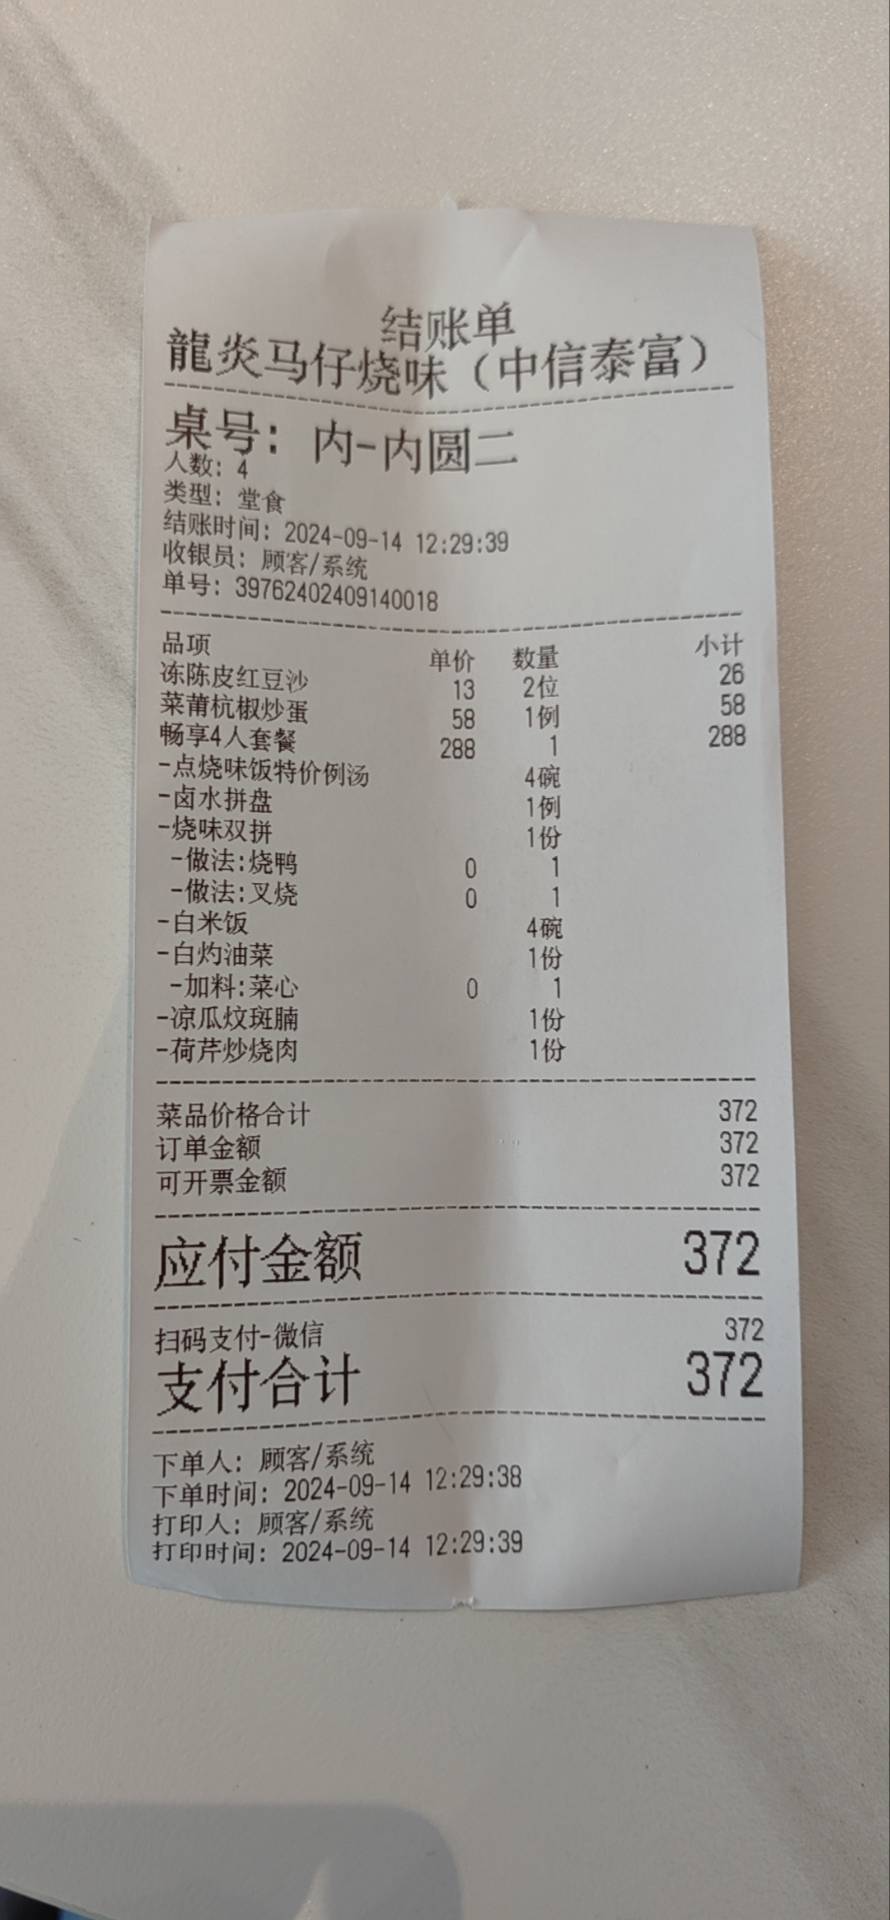 结账单
龍炎马仔烧味（中信泰富）
桌号：内-内圆二
人数：4
类型：堂食
结账时间：2024-09-14 12:29:39
收银员：顾客/系统
单号：39762402409140018
品项 单价 数量 小计
冻陈皮红豆沙 13 2位 26
菜莆杭椒炒蛋 58 1例 58
畅享4人套餐 288 1 288
-点烧味饭特价例汤 4碗
-卤水拼盘 1例
-烧味双拼 1份
-做法:烧鸭 0 1
-做法:叉烧 0 1
-白米饭 4碗
-白灼油菜 1份
-加料:菜心 0 1
-凉瓜炆斑腩 1份
-荷芹炒烧肉 1份
菜品价格合计 372
订单金额 372
可开票金额 372
应付金额 372
扫码支付-微信 372
支付合计 372
下单人：顾客/系统
下单时间：2024-09-14 12:29:38
打印人：顾客/系统
打印时间：2024-09-14 12:29:39